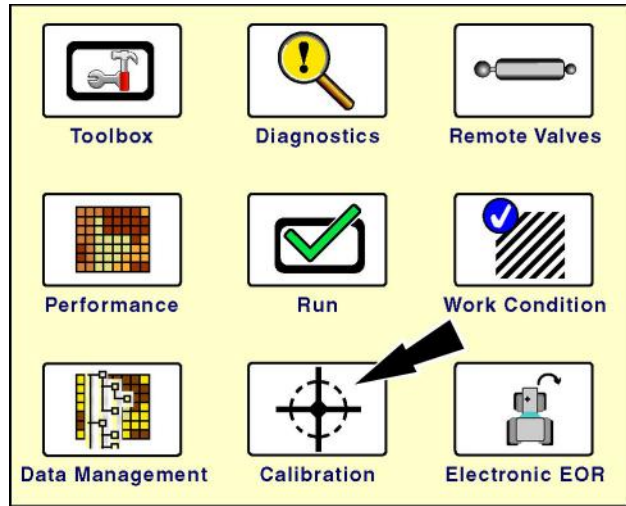 Toolbox
Diagnostics
Remote Valves
Performance
Run
Work Condition
Data Management
Calibration
Electronic EOR